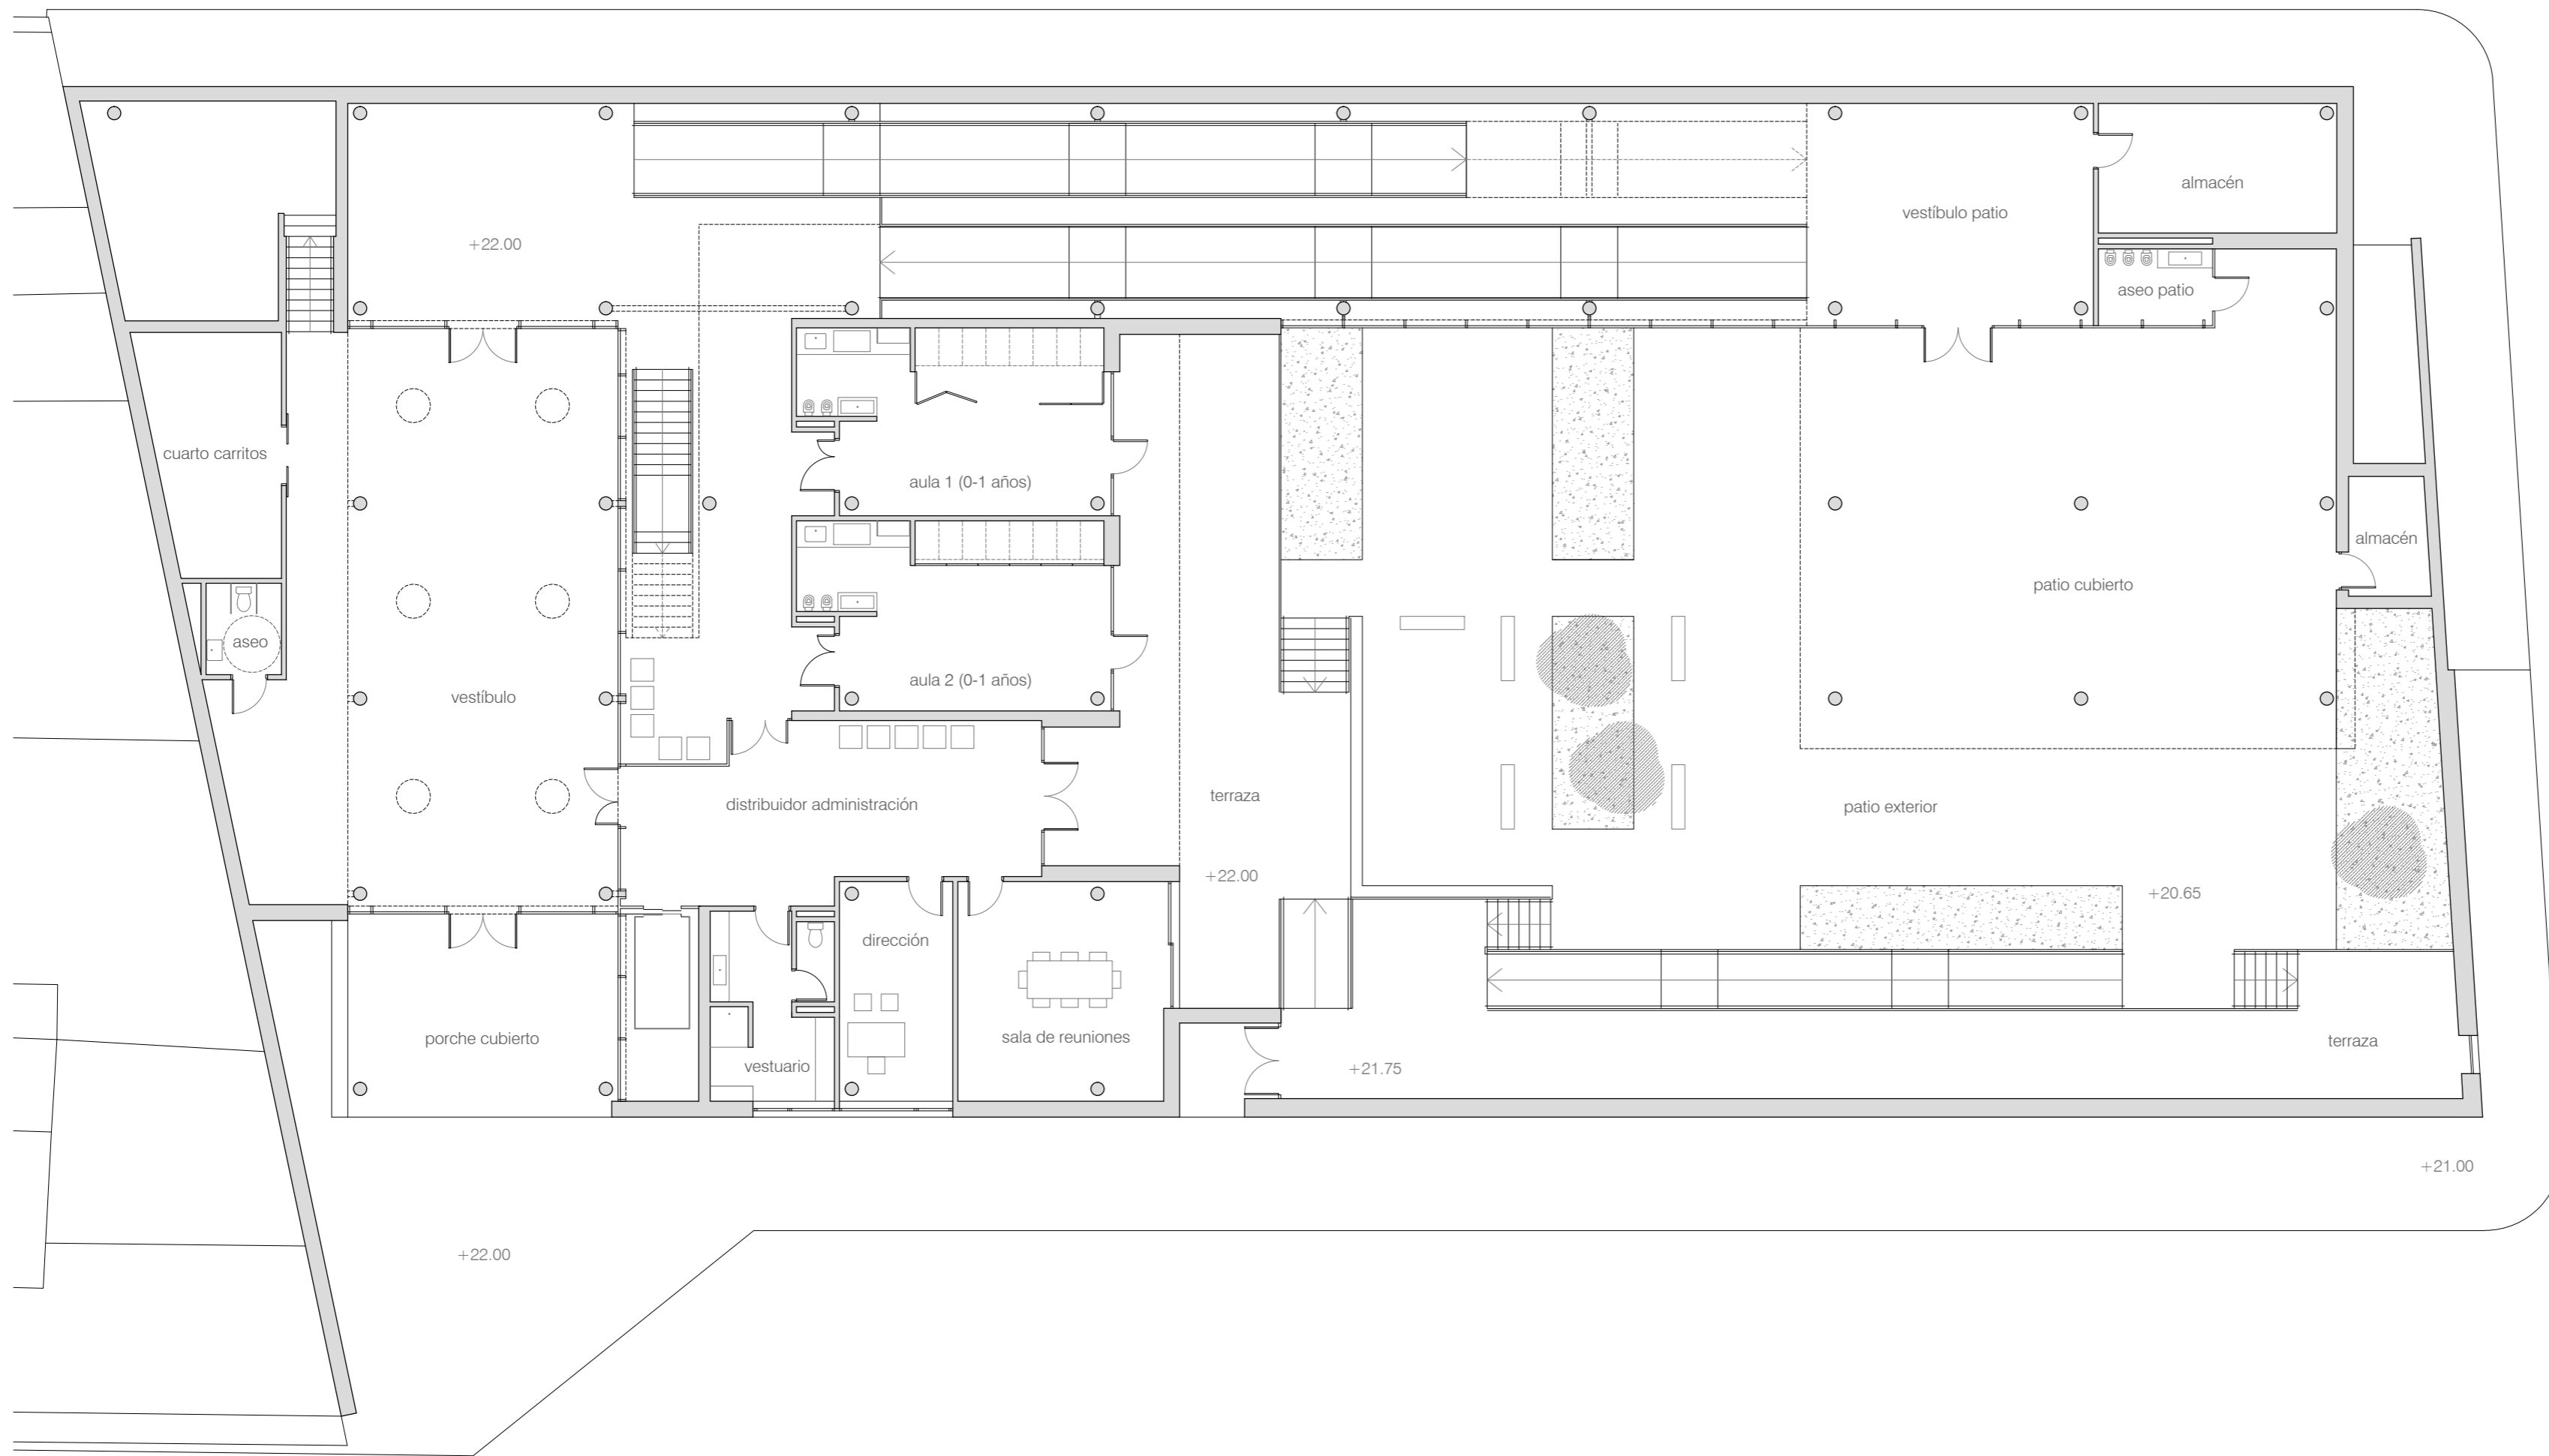 almacén
vestíbulo patio
+22.00
aseo patio
cuarto carritos
aula 1 (0-1 años)
almacén
patio cubierto
aseo
aula 2 (0-1 años)
vestíbulo
terraza
distribuidor administración
patio exterior
+22.00
+20.65
dirección
porche cubierto
sala de reuniones
terraza
vestuario
+21.75
+21.00
+22.00